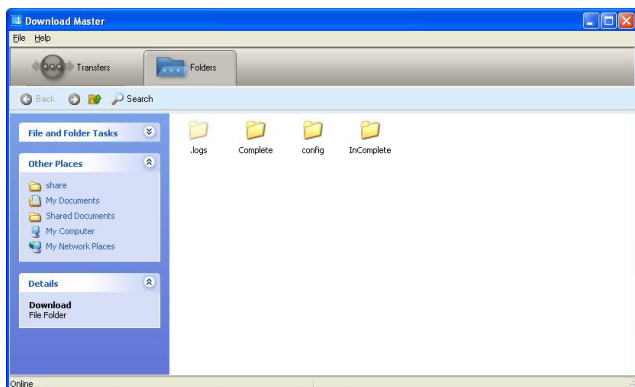 Download Master
File Help
Transfers
Folders
Back
Search
File and Folder Tasks
Other Places
share
My Documents
Shared Documents
My Computer
My Network Places
Details
Download
File Folder
.logs
Complete
config
InComplete
Online